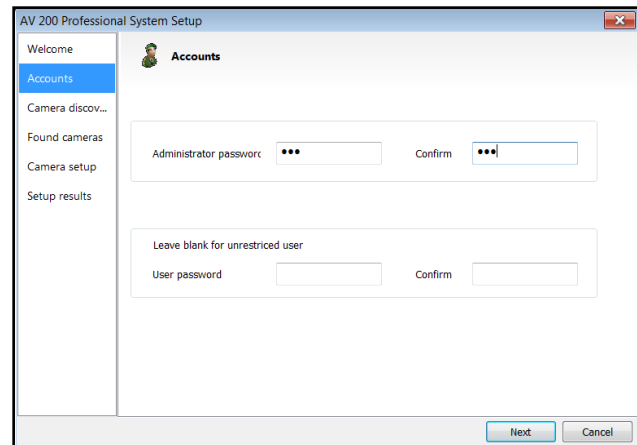 AV 200 Professional System Setup
Welcome
Accounts
Camera discov...
Found cameras
Camera setup
Setup results
Accounts
Administrator passworc ••• Confirm •••
Leave blank for unrestriced user
User password Confirm
Next Cancel